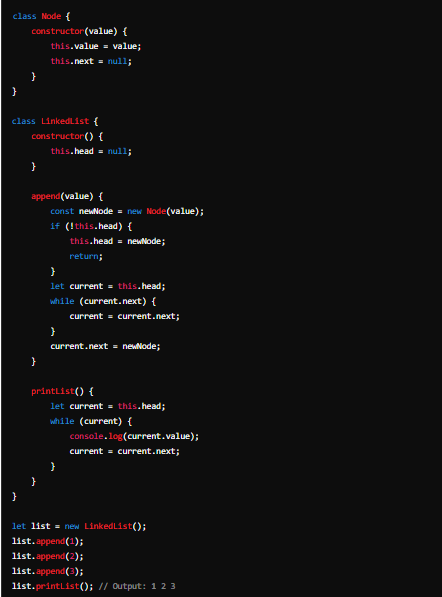 class Node {
    constructor(value) {
        this.value = value;
        this.next = null;
    }
}

class LinkedList {
    constructor() {
        this.head = null;
    }

    append(value) {
        const newNode = new Node(value);
        if (!this.head) {
            this.head = newNode;
            return;
        }
        let current = this.head;
        while (current.next) {
            current = current.next;
        }
        current.next = newNode;
    }

    printList() {
        let current = this.head;
        while (current) {
            console.log(current.value);
            current = current.next;
        }
    }
}

let list = new LinkedList();
list.append(1);
list.append(2);
list.append(3);
list.printList(); // Output: 1 2 3